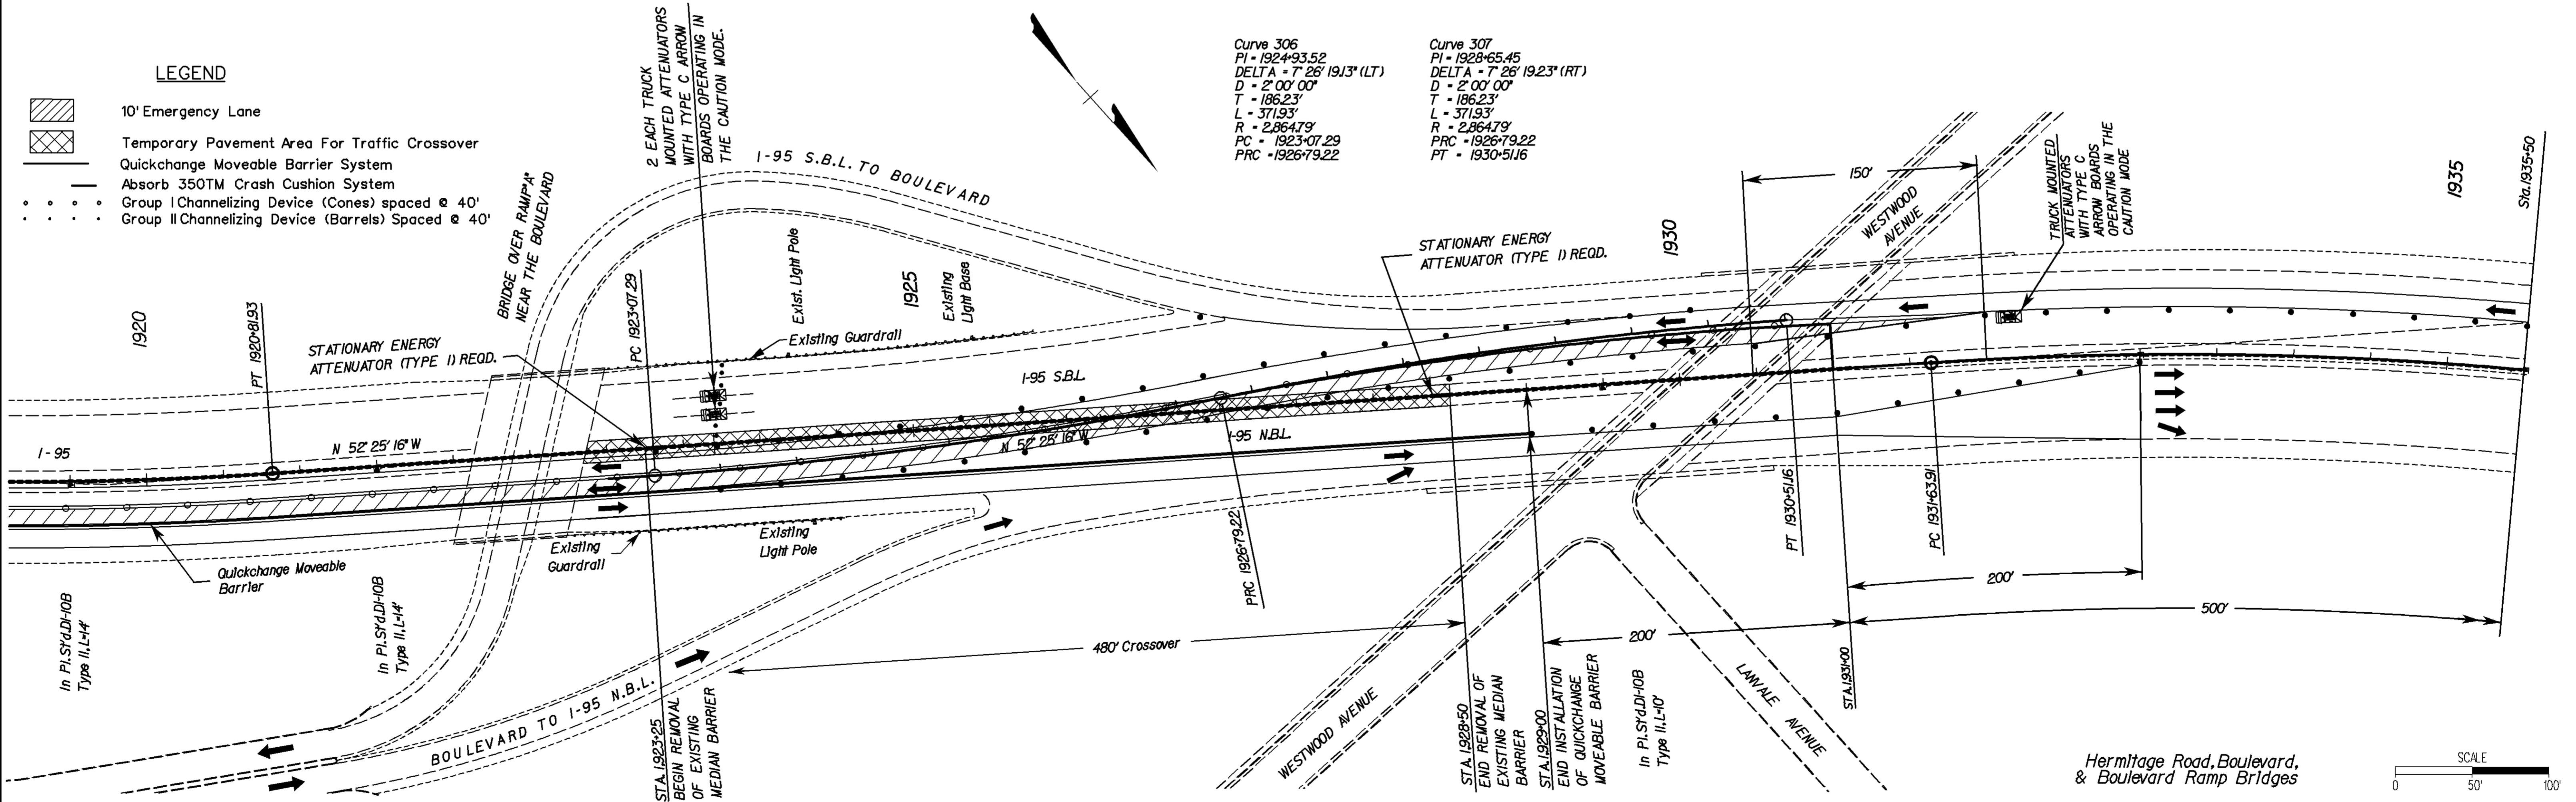 LEGEND
10' Emergency Lane
Temporary Pavement Area For Traffic Crossover
Quickchange Moveable Barrier System
Absorb 350TM Crash Cushion System
Group I Channelizing Device (Cones) spaced @ 40'
Group II Channelizing Device (Barrels) Spaced @ 40'
2 EACH TRUCK
MOUNTED ATTENUATORS
WITH TYPE C ARROW
BOARDS OPERATING IN
THE CAUTION MODE.
Curve 306
PI = 1924+93.52
DELTA = 7° 26' 19.13" (LT)
D = 2° 00' 00"
T = 186.23'
L = 371.93'
R = 2,864.79'
PC = 1923+07.29
PRC =1926+79.22
Curve 307
PI = 1928+65.45
DELTA = 7° 26' 19.23" (RT)
D = 2° 00' 00"
T = 186.23'
L = 371.93'
R = 2,864.79'
PRC = 1926+79.22
PT = 1930+51.16
I-95 S.B.L. TO BOULEVARD
BRIDGE OVER RAMP "A"
NEAR THE BOULEVARD
150'
WESTWOOD
AVENUE
TRUCK MOUNTED
ATTENUATORS
WITH TYPE C
ARROW BOARDS
OPERATING IN THE
CAUTION MODE
1935
Sta. 1935+50
1920
PT 1920+81.93
STATIONARY ENERGY
ATTENUATOR (TYPE I) REQD.
PC 1923+07.29
Exist. Light Pole
Existing Guardrail
1925
Existing
Light Base
STATIONARY ENERGY
ATTENUATOR (TYPE I) REQD.
1930
I-95 S.B.L.
I-95
N 52° 25' 16" W
N 52° 25' 16" W
I-95 N.B.L.
Quickchange Moveable
Barrier
Existing
Guardrail
Existing
Light Pole
PRC 1926+79.22
PT 1930+51.16
PC 1931+63.91
200'
500'
In Pl. St'd. DI-10B
Type II, L=14'
In Pl. St'd. DI-10B
Type II, L=14'
480' Crossover
200'
BOULEVARD TO I-95 N.B.L.
STA. 1,923+25
BEGIN REMOVAL
OF EXISTING
MEDIAN BARRIER
WESTWOOD AVENUE
STA. 1,928+50
END REMOVAL OF
EXISTING MEDIAN
BARRIER
STA. 1,929+00
END INSTALLATION
OF QUICKCHANGE
MOVEABLE BARRIER
In Pl. St'd. DI-10B
Type II, L=10'
LAMVALE AVENUE
STA. 1,931+00
Hermitage Road, Boulevard,
& Boulevard Ramp Bridges
SCALE
0 50' 100'